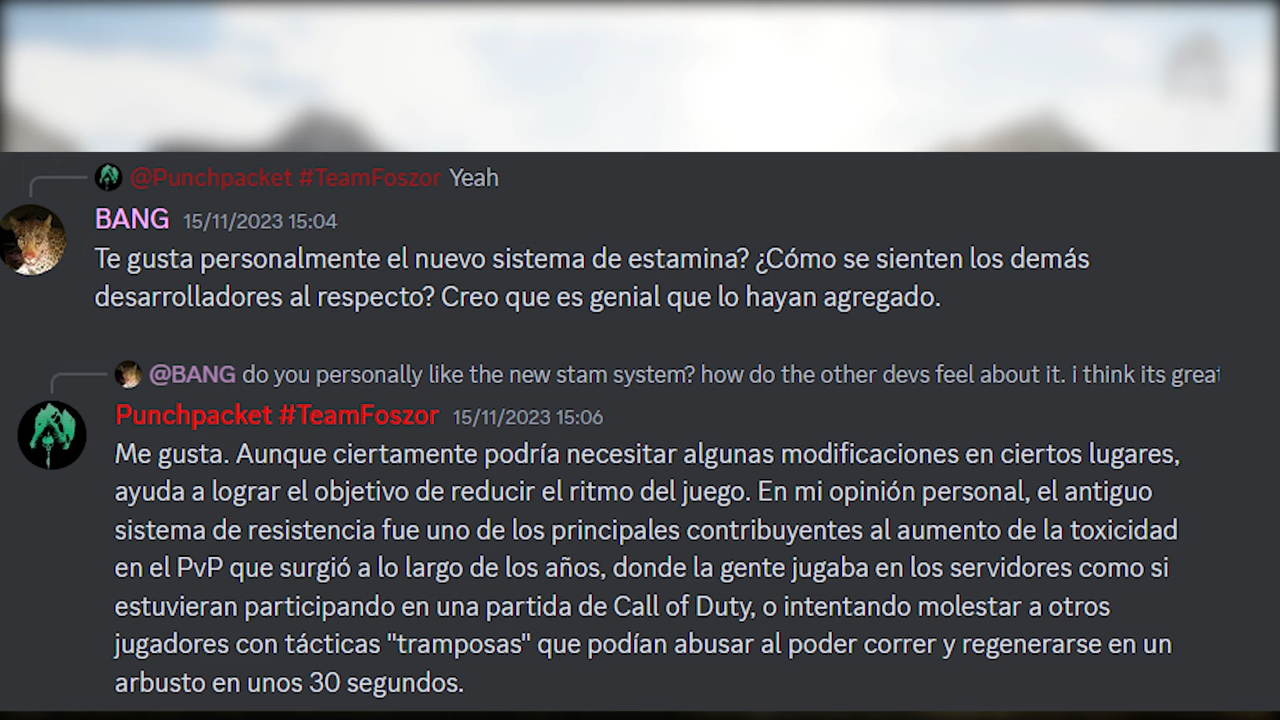 @Punchpacket #TeamFoszor Yeah
BANG 15/11/2023 15:04
Te gusta personalmente el nuevo sistema de estamina? ¿Cómo se sienten los demás
desarrolladores al respecto? Creo que es genial que lo hayan agregado.
@BANG do you personally like the new stam system? how do the other devs feel about it. i think its great
Punchpacket #TeamFoszor 15/11/2023 15:06
Me gusta. Aunque ciertamente podría necesitar algunas modificaciones en ciertos lugares,
ayuda a lograr el objetivo de reducir el ritmo del juego. En mi opinión personal, el antiguo
sistema de resistencia fue uno de los principales contribuyentes al aumento de la toxicidad
en el PvP que surgió a lo largo de los años, donde la gente jugaba en los servidores como si
estuvieran participando en una partida de Call of Duty, o intentando molestar a otros
jugadores con tácticas "tramposas" que podían abusar al poder correr y regenerarse en un
arbusto en unos 30 segundos.